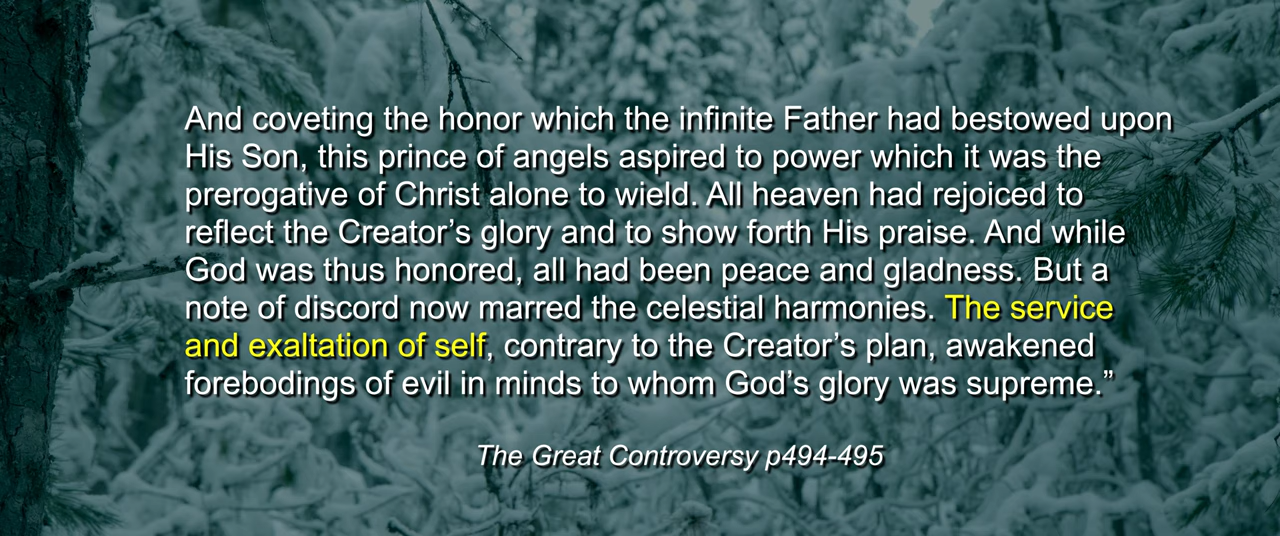 And coveting the honor which the infinite Father had bestowed upon
His Son, this prince of angels aspired to power which it was the
prerogative of Christ alone to wield. All heaven had rejoiced to
reflect the Creator’s glory and to show forth His praise. And while
God was thus honored, all had been peace and gladness. But a
note of discord now marred the celestial harmonies. The service
and exaltation of self, contrary to the Creator’s plan, awakened
forebodings of evil in minds to whom God’s glory was supreme.”
The Great Controversy p494-495